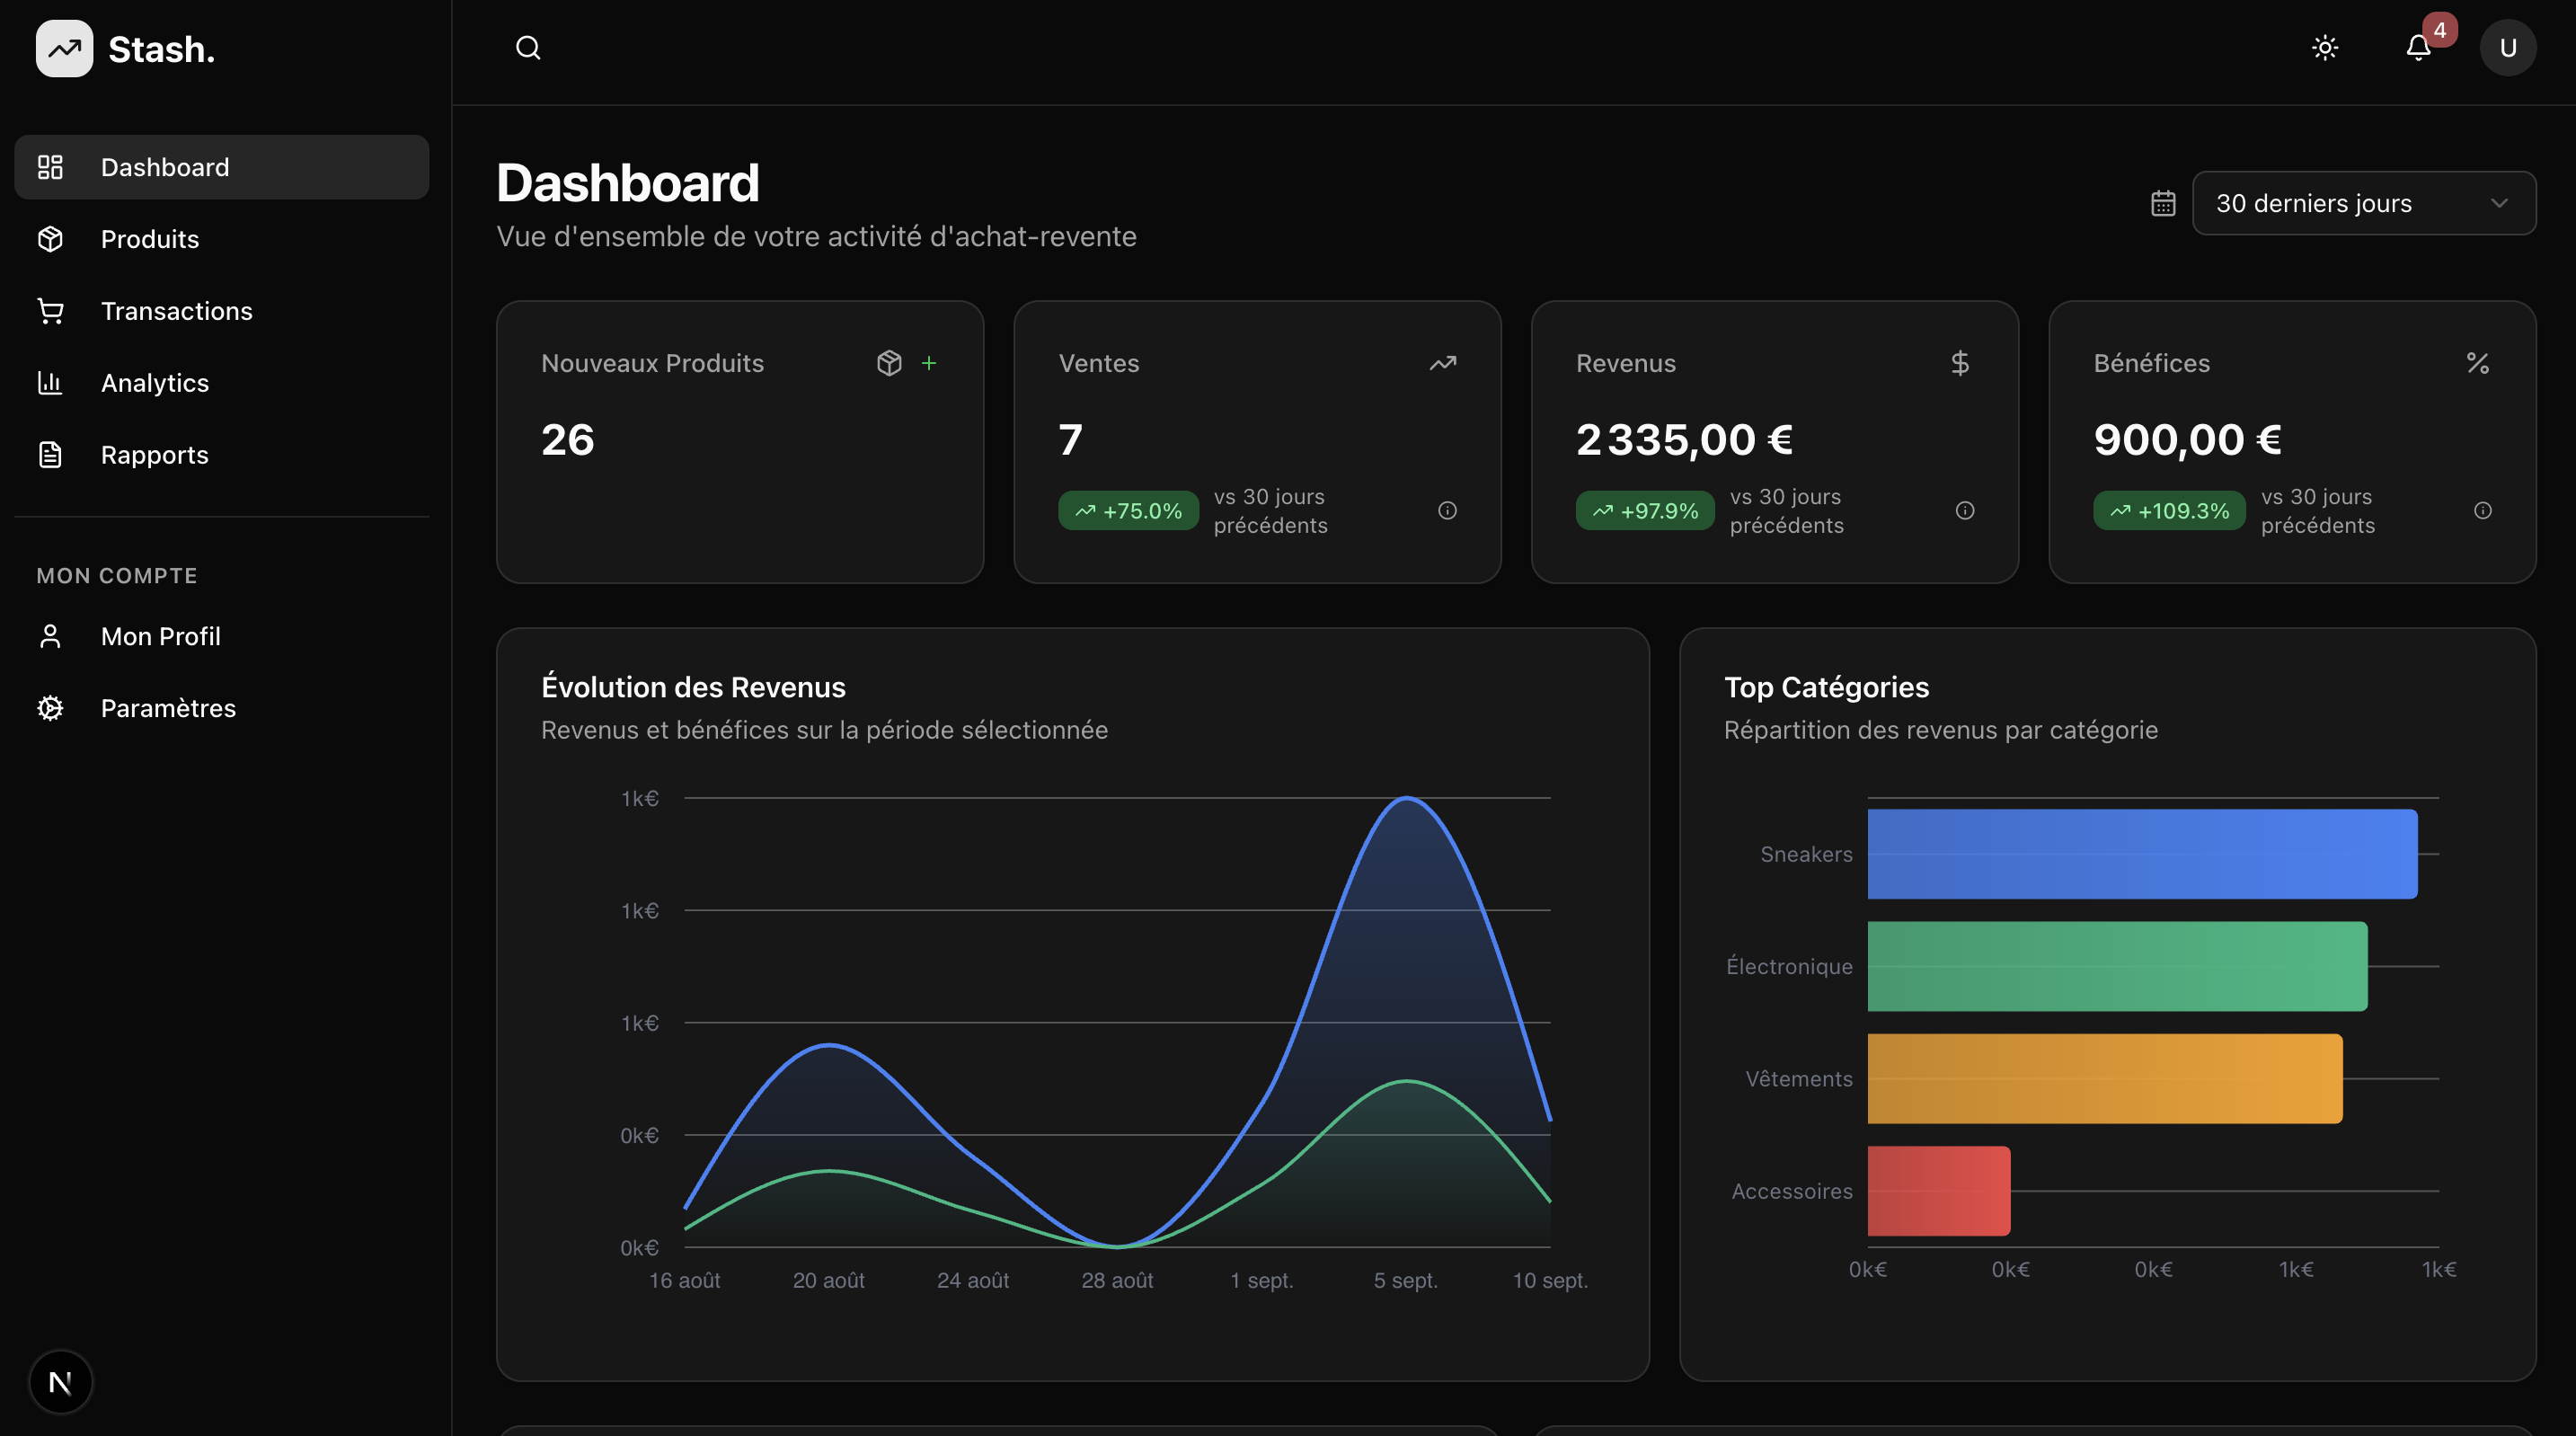 Stash.
4
U
Dashboard
Produits
Transactions
Analytics
Rapports
MON COMPTE
Mon Profil
Paramètres
N
Dashboard
Vue d'ensemble de votre activité d'achat-revente
30 derniers jours
Nouveaux Produits
+
26
Ventes
7
+75.0%
vs 30 jours
précédents
Revenus
$
2 335,00 €
+97.9%
vs 30 jours
précédents
Bénéfices
%
900,00 €
+109.3%
vs 30 jours
précédents
Évolution des Revenus
Revenus et bénéfices sur la période sélectionnée
1k€
1k€
1k€
0k€
0k€
16 août 20 août 24 août 28 août 1 sept. 5 sept. 10 sept.
Top Catégories
Répartition des revenus par catégorie
Sneakers
Électronique
Vêtements
Accessoires
0k€ 0k€ 0k€ 1k€ 1k€